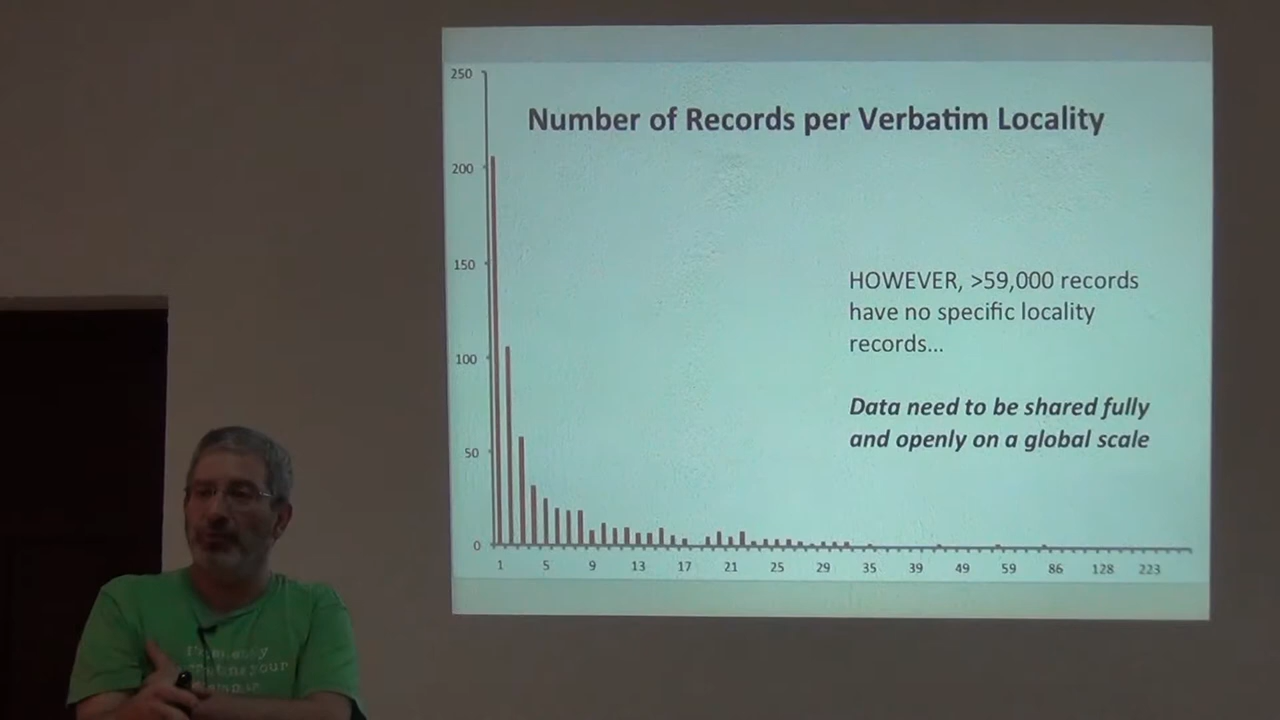 Number of Records per Verbatim Locality
250
200
150
100
50
0
HOWEVER, >59,000 records
have no specific locality
records...
Data need to be shared fully
and openly on a global scale
1 5 9 13 17 21 25 29 35 39 49 59 86 128 223
I'm
your